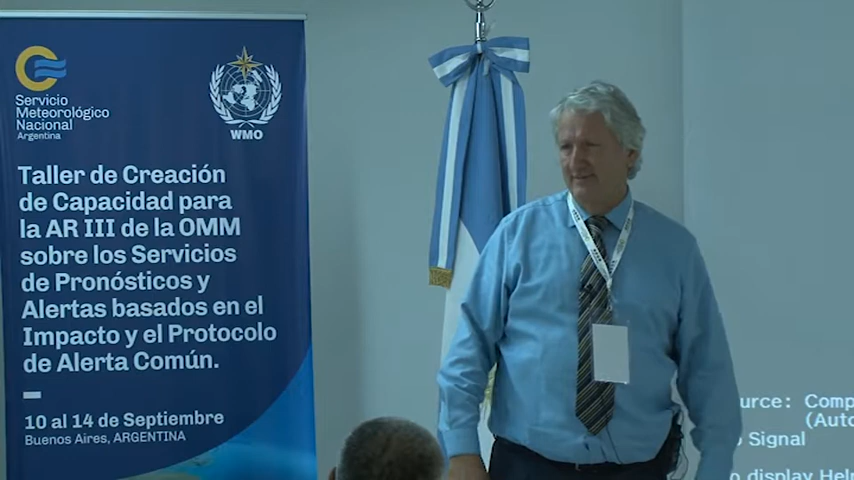 Servicio
Meteorológico
Nacional
Argentina
WMO
Taller de Creación
de Capacidad para
la AR III de la OMM
sobre los Servicios
de Pronósticos y
Alertas basados en el
Impacto y el Protocolo
de Alerta Común.
10 al 14 de Septiembre
Buenos Aires, ARGENTINA
urce: Comp
(Auto
Signal
display Help